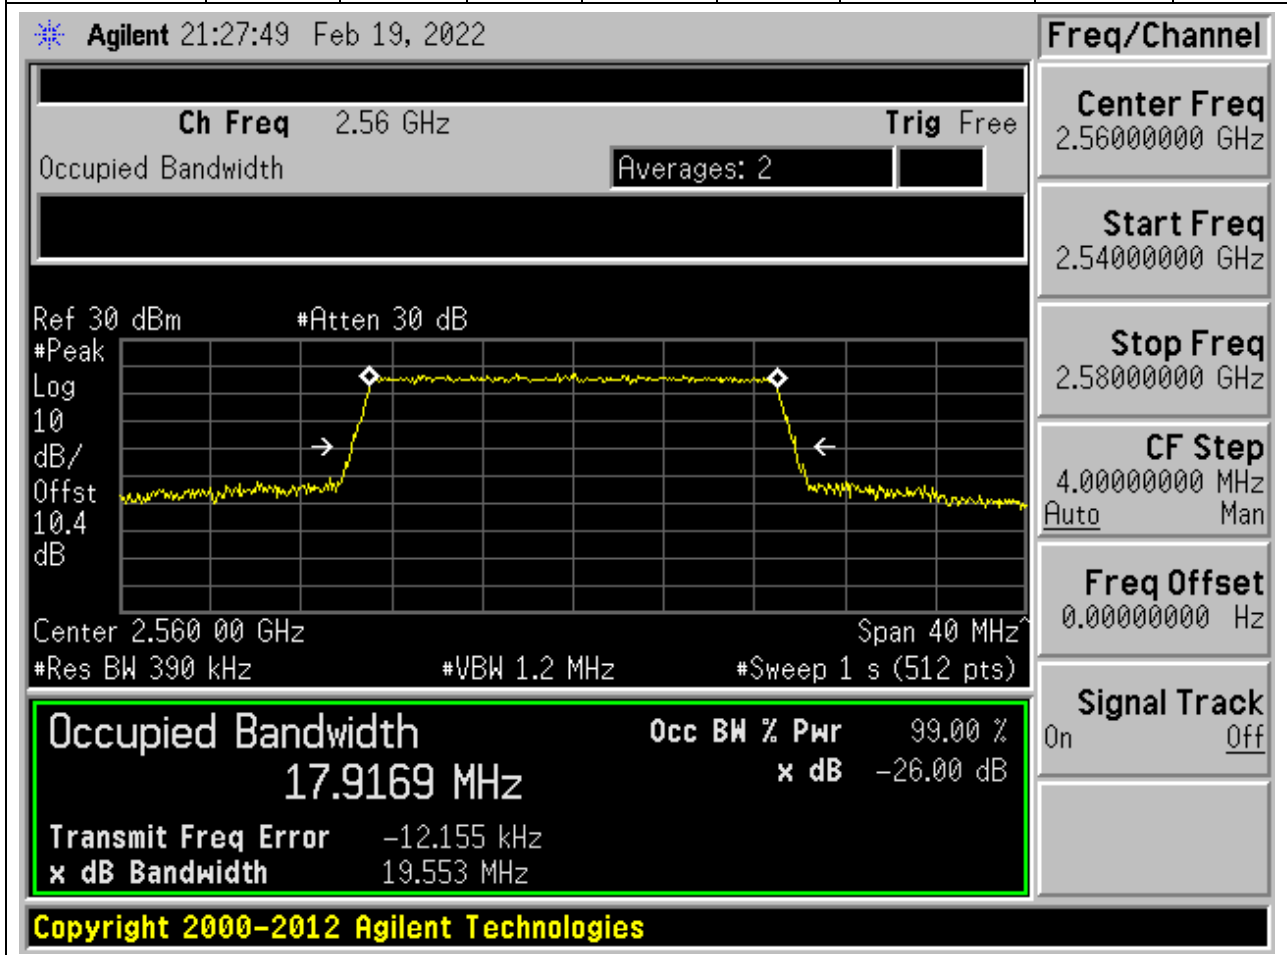 Agilent 21:27:49 Feb 19, 2022
Ch Freq 2.56 GHz Trig Free
Occupied Bandwidth Averages: 2
Ref 30 dBm #Atten 30 dB
#Peak
Log
10
dB/
Offst
10.4
dB
Center 2.560 00 GHz Span 40 MHz^
#Res BW 390 kHz #VBW 1.2 MHz #Sweep 1 s (512 pts)
Occupied Bandwidth Occ BW % Pwr 99.00 %
17.9169 MHz x dB -26.00 dB
Transmit Freq Error -12.155 kHz
x dB Bandwidth 19.553 MHz
Copyright 2000-2012 Agilent Technologies
Freq/Channel
Center Freq
2.56000000 GHz
Start Freq
2.54000000 GHz
Stop Freq
2.58000000 GHz
CF Step
4.00000000 MHz
Auto Man
Freq Offset
0.00000000 Hz
Signal Track
On Off